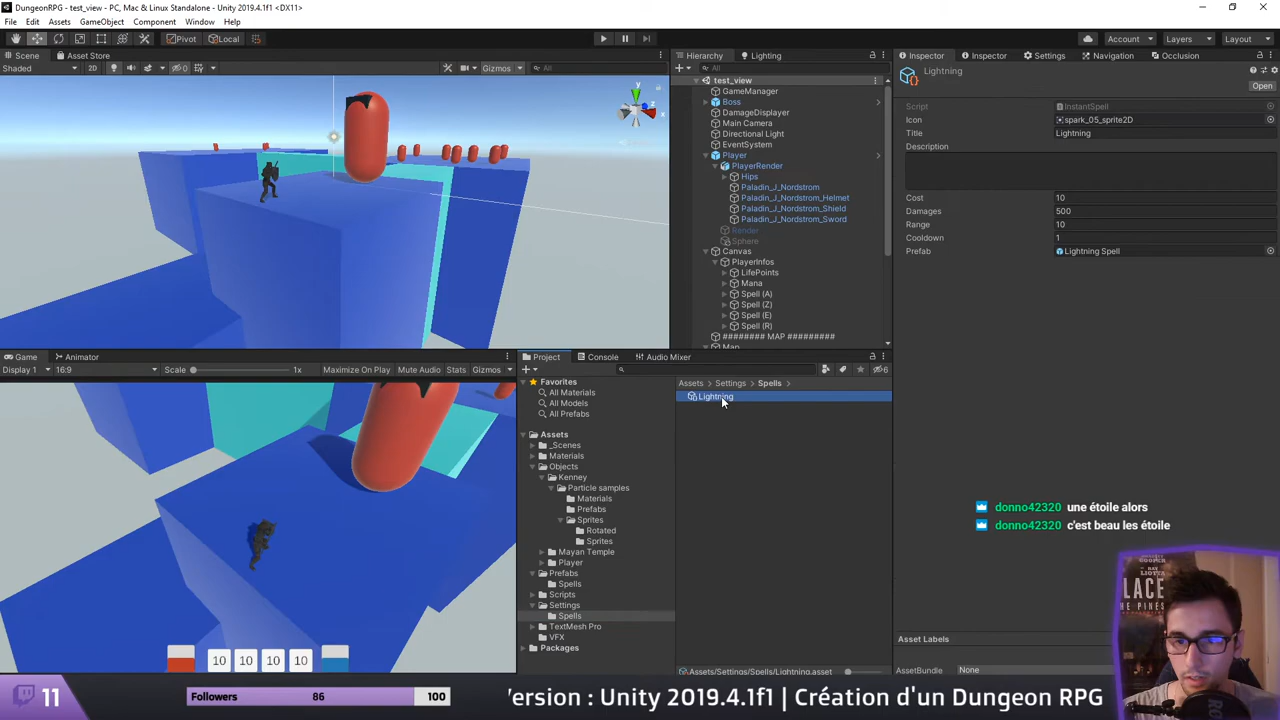 DungeonRPG - test_view - PC, Mac & Linux Standalone - Unity 2019.4.1f1 <DX11>
File Edit Assets GameObject Component Window Help
Pivot Local Account Layers Layout
Scene Asset Store
Shaded 2D 0 Gizmos All
Hierarchy Lighting
All
test_view
GameManager
Boss
DamageDisplayer
Main Camera
Directional Light
EventSystem
Player
PlayerRender
Hips
Paladin_J_Nordstrom
Paladin_J_Nordstrom_Helmet
Paladin_J_Nordstrom_Shield
Paladin_J_Nordstrom_Sword
Render
Sphere
Canvas
PlayerInfos
LifePoints
Mana
Spell (A)
Spell (Z)
Spell (E)
Spell (R)
######## MAP #########
Map
Inspector Inspector Settings Navigation Occlusion
Lightning
Open
Script InstantSpell
Icon spark_05_sprite2D
Title Lightning
Description
Cost 10
Damages 500
Range 10
Cooldown 1
Prefab Lightning Spell
Asset Labels
AssetBundle None
Game Animator
Display 1 16:9 Scale 1x Maximize On Play Mute Audio Stats Gizmos
10 10 10 10
Project Console Audio Mixer
6
Favorites
All Materials
All Models
All Prefabs
Assets
_Scenes
Materials
Objects
Kenney
Particle samples
Materials
Prefabs
Sprites
Rotated
Sprites
Mayan Temple
Player
Prefabs
Spells
Scripts
Settings
Spells
TextMesh Pro
VFX
Packages
Assets > Settings > Spells >
Lightning
Assets/Settings/Spells/Lightning.asset
donno42320 une étoile alors
donno42320 c'est beau les étoile
11
Followers 86 100
Version : Unity 2019.4.1f1 | Création d'un Dungeon RPG